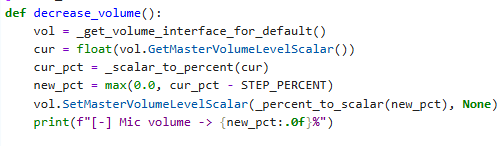 def decrease_volume():
    vol = _get_volume_interface_for_default()
    cur = float(vol.GetMasterVolumeLevelScalar())
    cur_pct = _scalar_to_percent(cur)
    new_pct = max(0.0, cur_pct - STEP_PERCENT)
    vol.SetMasterVolumeLevelScalar(_percent_to_scalar(new_pct), None)
    print(f"[-] Mic volume -> {new_pct:.0f}%")